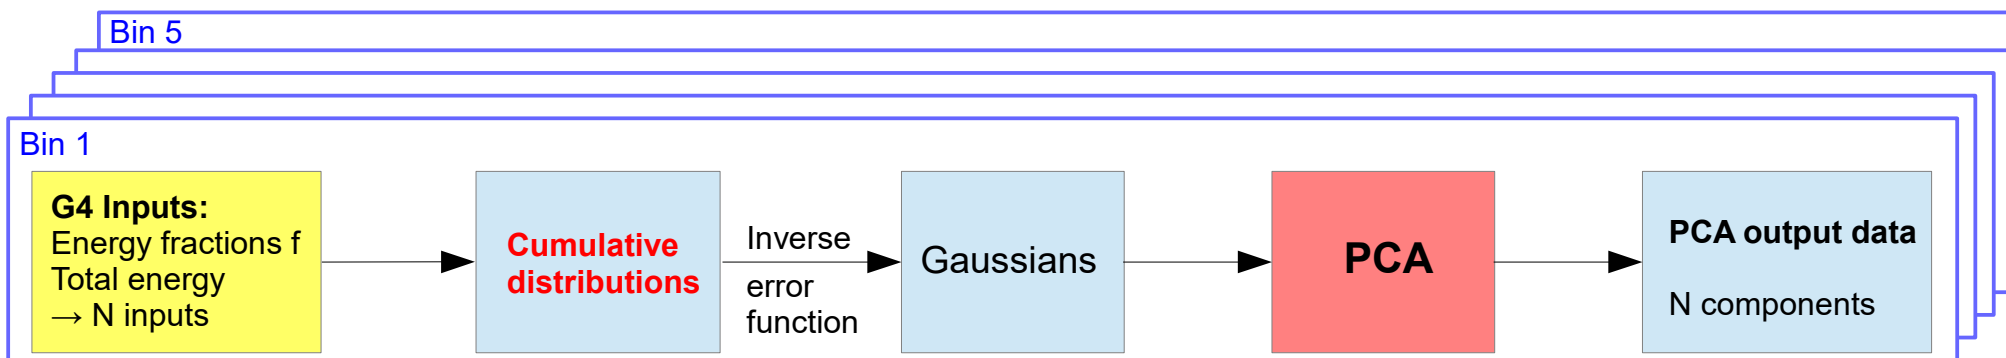 Bin 5
Bin 1
G4 Inputs:
Energy fractions f
Total energy
→ N inputs
Cumulative
distributions
Inverse
error
function
Gaussians
PCA
PCA output data
N components